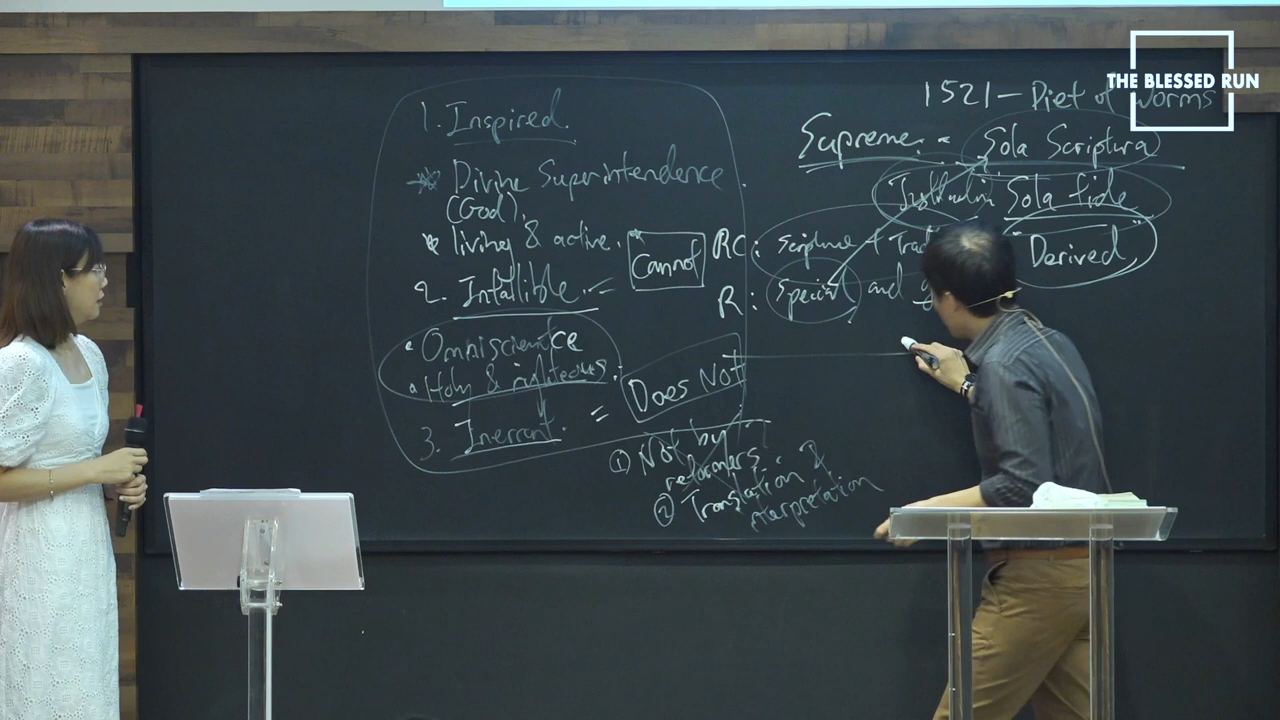 1. Inspired.
Divine Superintendence
(God).
living & active.
Cannot
2. Infallible. =
Omniscience
Holy & righteous.
Does Not
3. Inerrant. =
① Not by
reformers.
② Translation &
interpretation
1521 - Diet of Worms
Supreme. Sola Scriptura
Sola fide
RC: Scripture & Trad
"Derived"
R: Special and
THE BLESSED RUN